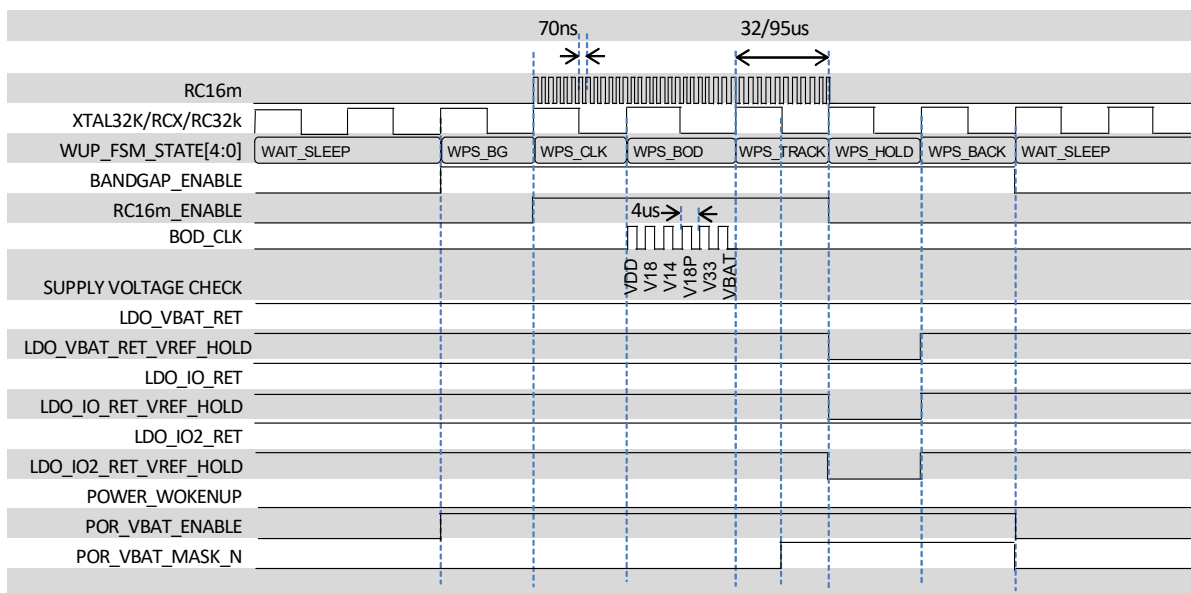 70ns 32/95us
RC16m
XTAL32K/RCX/RC32k
WUP_FSM_STATE[4:0] WAIT_SLEEP WPS_BG WPS_CLK WPS_BOD WPS_TRACK WPS_HOLD WPS_BACK WAIT_SLEEP
BANDGAP_ENABLE
RC16m_ENABLE 4us
BOD_CLK
SUPPLY VOLTAGE CHECK VDD V18 V14 V18P V33 VBAT
LDO_VBAT_RET
LDO_VBAT_RET_VREF_HOLD
LDO_IO_RET
LDO_IO_RET_VREF_HOLD
LDO_IO2_RET
LDO_IO2_RET_VREF_HOLD
POWER_WOKENUP
POR_VBAT_ENABLE
POR_VBAT_MASK_N